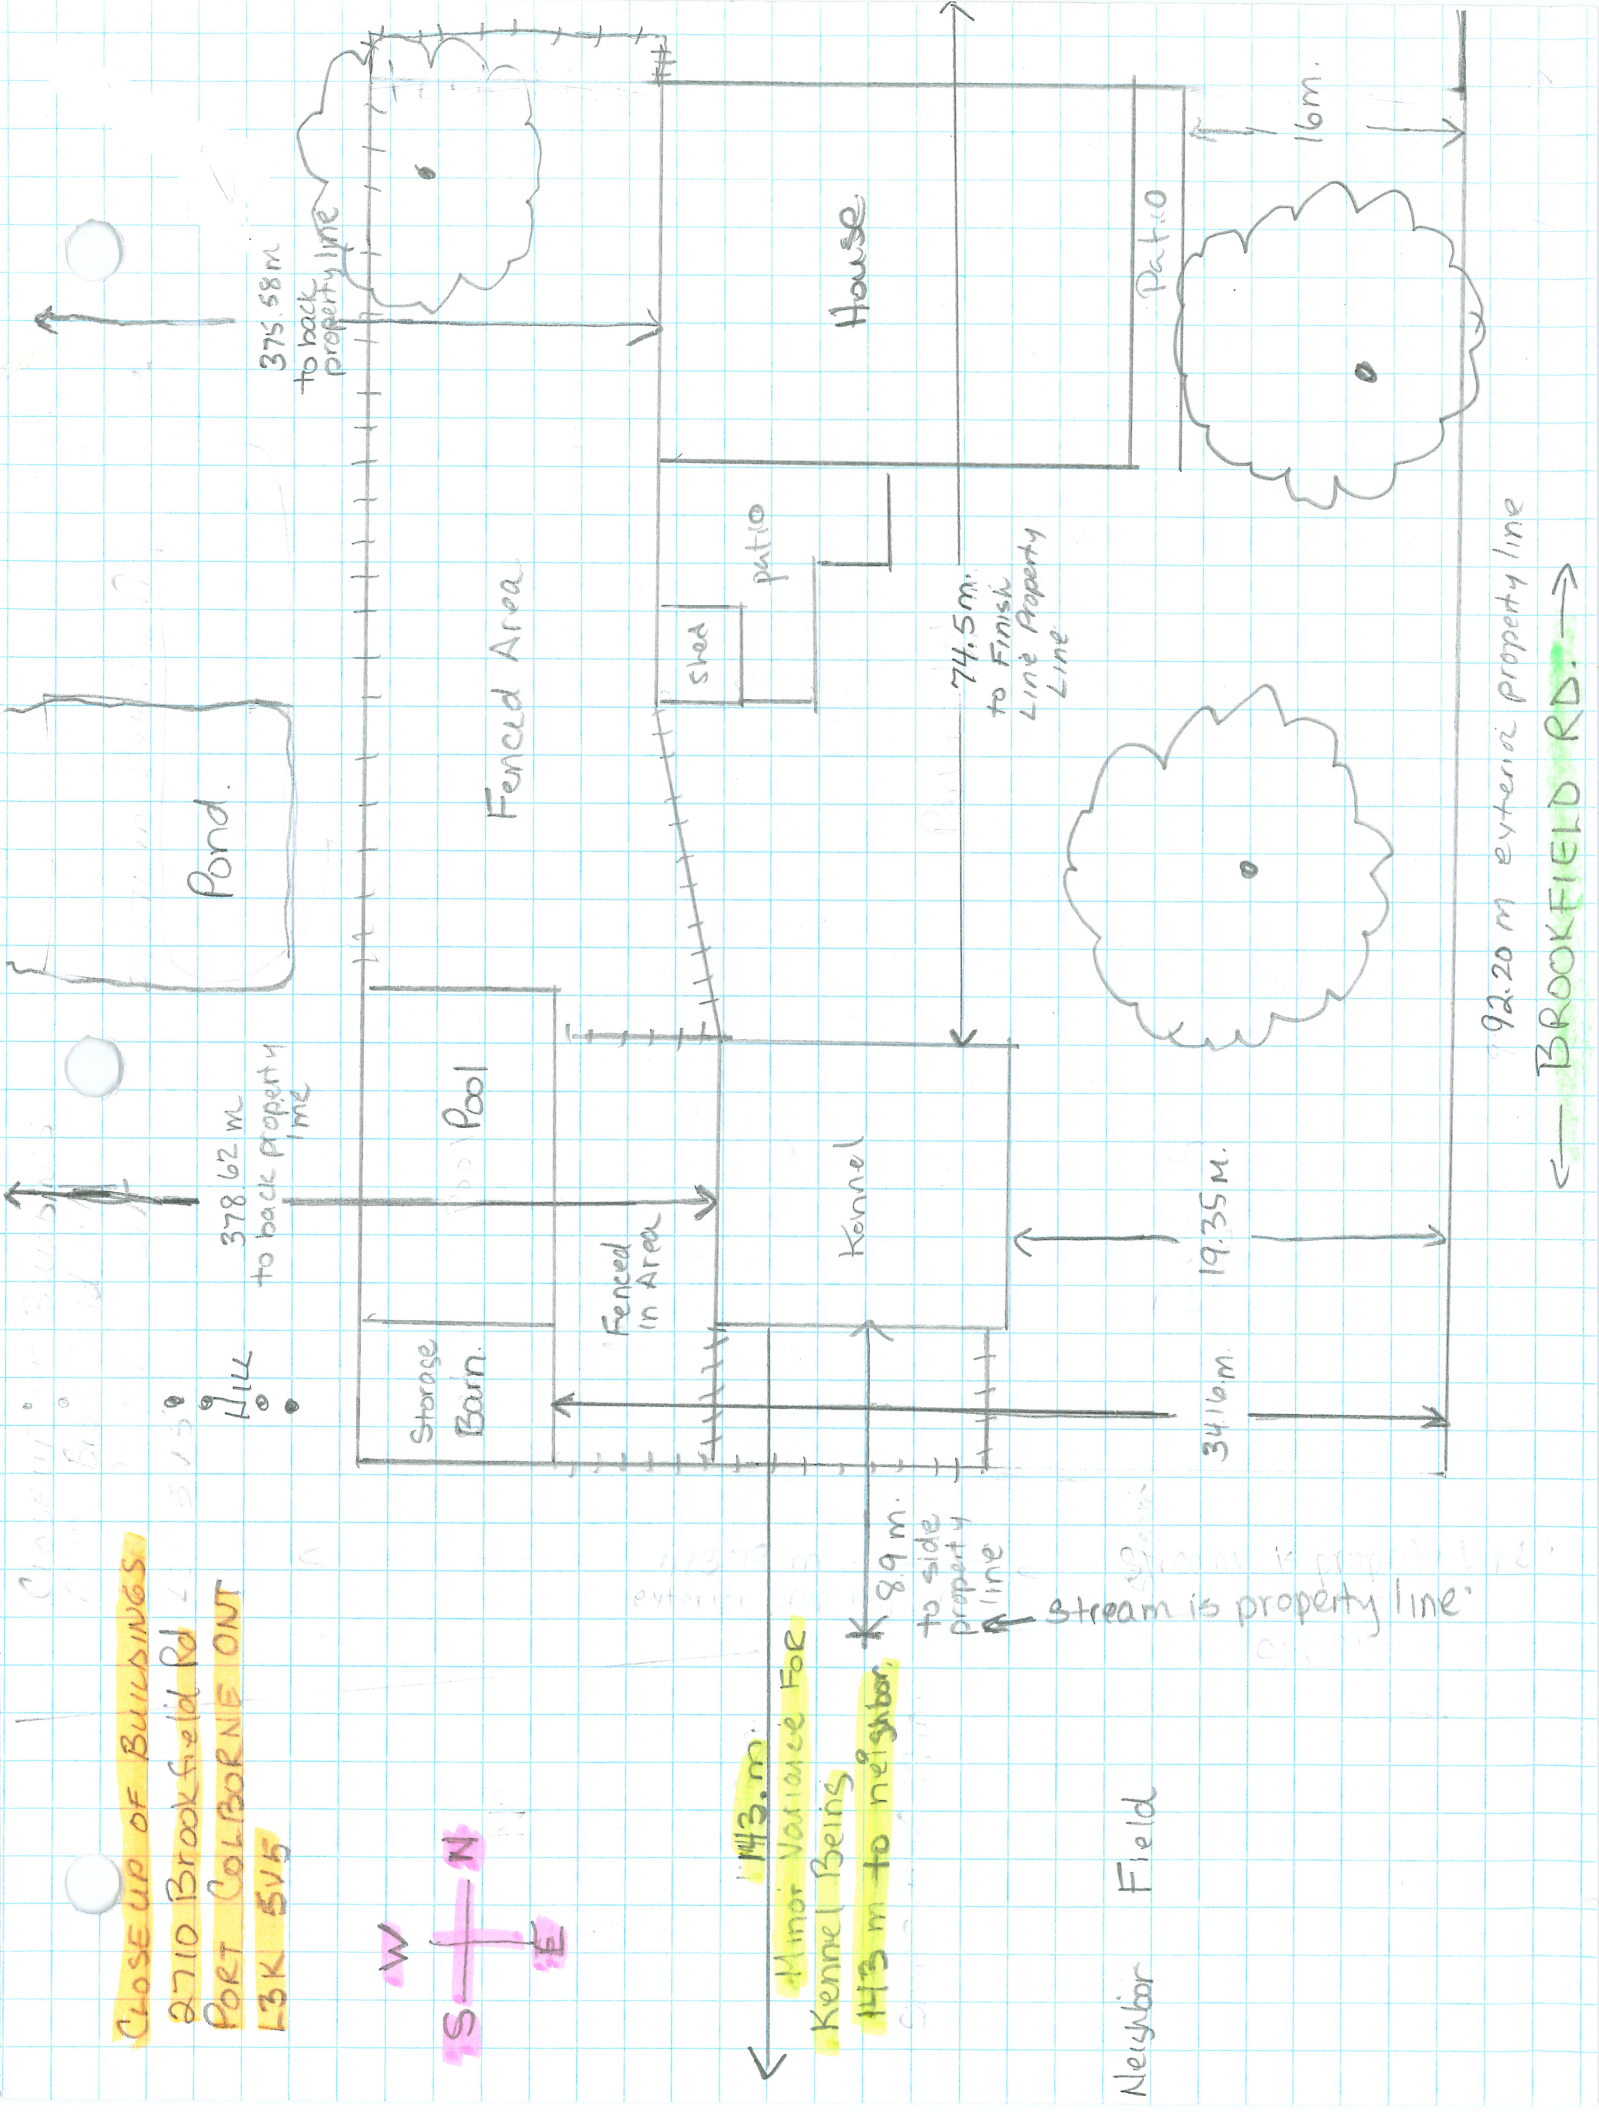 CLOSE UP OF BUILDINGS
2710 Brookfield Rd
PORT COLBORNE ONT
L3K 5V5
W
S N
E
HILL
378.62 m
to back property
line
Pond.
375.58m
to back
property line
Storage
Barn.
Pool
Fenced
in Area
Fenced Area
Shed
patio
House
Kennel
143.m.
Minor Variance FOR
Kennel Being
143 m to neighbor.
89 m.
to side
property
line
stream is property line.
74.5m.
to Finish
Line Property
Line
Patio
16m.
34.16m.
19.35M.
Neighbor Field
92.20 m exterior property line
BROOKFIELD RD.